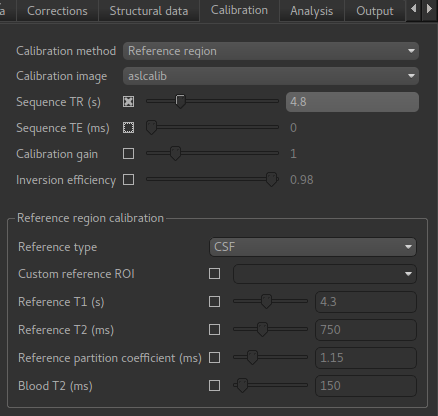 Corrections Structural data Calibration Analysis Output
Calibration method Reference region
Calibration image aslcalib
Sequence TR (s) 4.8
Sequence TE (ms) 0
Calibration gain 1
Inversion efficiency 0.98
Reference region calibration
Reference type CSF
Custom reference ROI
Reference T1 (s) 4.3
Reference T2 (ms) 750
Reference partition coefficient (ms) 1.15
Blood T2 (ms) 150